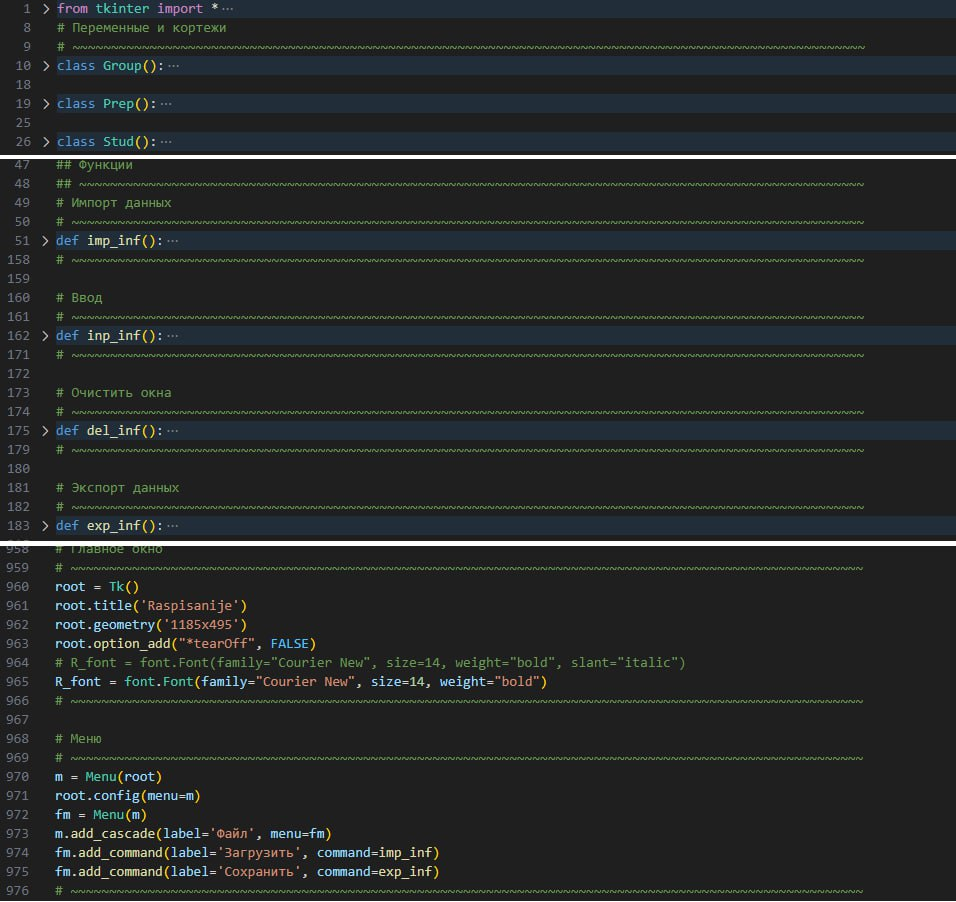 1 > from tkinter import * ···
8 # Переменные и кортежи
9 # ~~~~~~~~~~~~~~~~~~~~~~~~~~~~~~~~~~~~~~~~~~~~~~~~~~~~~~~~~~~~~~~~~~~~~~~~~~~~~~~~~~~~~~~~~~~~~~~~~~~~~~~
10 > class Group(): ···
18
19 > class Prep(): ···
25
26 > class Stud(): ···
47 ## Функции
48 ## ~~~~~~~~~~~~~~~~~~~~~~~~~~~~~~~~~~~~~~~~~~~~~~~~~~~~~~~~~~~~~~~~~~~~~~~~~~~~~~~~~~~~~~~~~~~~~~~~~~~~~~
49 # Импорт данных
50 # ~~~~~~~~~~~~~~~~~~~~~~~~~~~~~~~~~~~~~~~~~~~~~~~~~~~~~~~~~~~~~~~~~~~~~~~~~~~~~~~~~~~~~~~~~~~~~~~~~~~~~~~
51 > def imp_inf(): ···
158 # ~~~~~~~~~~~~~~~~~~~~~~~~~~~~~~~~~~~~~~~~~~~~~~~~~~~~~~~~~~~~~~~~~~~~~~~~~~~~~~~~~~~~~~~~~~~~~~~~~~~~~~~
159
160 # Ввод
161 # ~~~~~~~~~~~~~~~~~~~~~~~~~~~~~~~~~~~~~~~~~~~~~~~~~~~~~~~~~~~~~~~~~~~~~~~~~~~~~~~~~~~~~~~~~~~~~~~~~~~~~~~
162 > def inp_inf(): ···
171 # ~~~~~~~~~~~~~~~~~~~~~~~~~~~~~~~~~~~~~~~~~~~~~~~~~~~~~~~~~~~~~~~~~~~~~~~~~~~~~~~~~~~~~~~~~~~~~~~~~~~~~~~
172
173 # Очистить окна
174 # ~~~~~~~~~~~~~~~~~~~~~~~~~~~~~~~~~~~~~~~~~~~~~~~~~~~~~~~~~~~~~~~~~~~~~~~~~~~~~~~~~~~~~~~~~~~~~~~~~~~~~~~
175 > def del_inf(): ···
179 # ~~~~~~~~~~~~~~~~~~~~~~~~~~~~~~~~~~~~~~~~~~~~~~~~~~~~~~~~~~~~~~~~~~~~~~~~~~~~~~~~~~~~~~~~~~~~~~~~~~~~~~~
180
181 # Экспорт данных
182 # ~~~~~~~~~~~~~~~~~~~~~~~~~~~~~~~~~~~~~~~~~~~~~~~~~~~~~~~~~~~~~~~~~~~~~~~~~~~~~~~~~~~~~~~~~~~~~~~~~~~~~~~
183 > def exp_inf(): ···
958 # Главное окно
959 # ~~~~~~~~~~~~~~~~~~~~~~~~~~~~~~~~~~~~~~~~~~~~~~~~~~~~~~~~~~~~~~~~~~~~~~~~~~~~~~~~~~~~~~~~~~~~~~~~~~~~~~~
960 root = Tk()
961 root.title('Raspisanije')
962 root.geometry('1185x495')
963 root.option_add("*tearOff", FALSE)
964 # R_font = font.Font(family="Courier New", size=14, weight="bold", slant="italic")
965 R_font = font.Font(family="Courier New", size=14, weight="bold")
966 # ~~~~~~~~~~~~~~~~~~~~~~~~~~~~~~~~~~~~~~~~~~~~~~~~~~~~~~~~~~~~~~~~~~~~~~~~~~~~~~~~~~~~~~~~~~~~~~~~~~~~~~~
967
968 # Меню
969 # ~~~~~~~~~~~~~~~~~~~~~~~~~~~~~~~~~~~~~~~~~~~~~~~~~~~~~~~~~~~~~~~~~~~~~~~~~~~~~~~~~~~~~~~~~~~~~~~~~~~~~~~
970 m = Menu(root)
971 root.config(menu=m)
972 fm = Menu(m)
973 m.add_cascade(label='Файл', menu=fm)
974 fm.add_command(label='Загрузить', command=imp_inf)
975 fm.add_command(label='Сохранить', command=exp_inf)
976 # ~~~~~~~~~~~~~~~~~~~~~~~~~~~~~~~~~~~~~~~~~~~~~~~~~~~~~~~~~~~~~~~~~~~~~~~~~~~~~~~~~~~~~~~~~~~~~~~~~~~~~~~